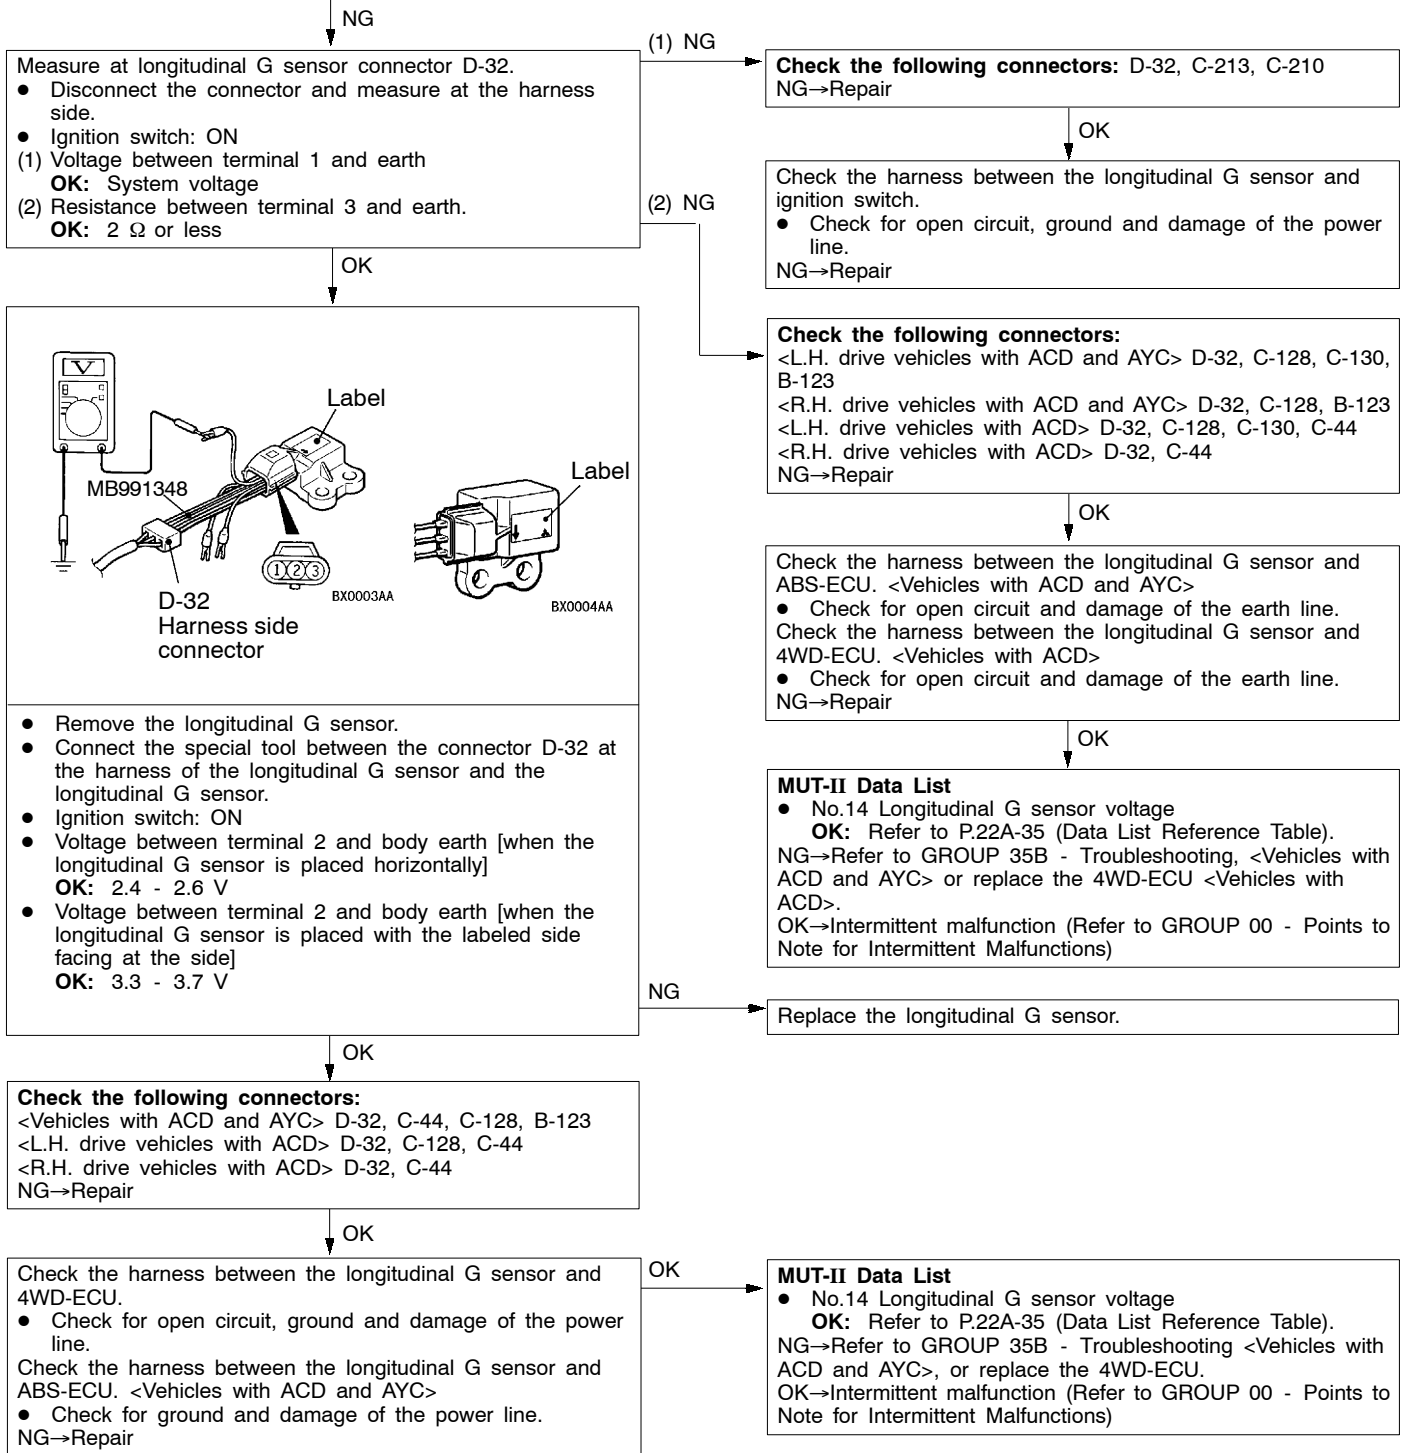 NG
Measure at longitudinal G sensor connector D-32.
● Disconnect the connector and measure at the harness
side.
● Ignition switch: ON
(1) Voltage between terminal 1 and earth
OK: System voltage
(2) Resistance between terminal 3 and earth.
OK: 2 Ω or less
(1) NG
Check the following connectors: D-32, C-213, C-210
NG→Repair
OK
Check the harness between the longitudinal G sensor and
ignition switch.
● Check for open circuit, ground and damage of the power
line.
NG→Repair
(2) NG
Check the following connectors:
<L.H. drive vehicles with ACD and AYC> D-32, C-128, C-130,
B-123
<R.H. drive vehicles with ACD and AYC> D-32, C-128, B-123
<L.H. drive vehicles with ACD> D-32, C-128, C-130, C-44
<R.H. drive vehicles with ACD> D-32, C-44
NG→Repair
OK
Check the harness between the longitudinal G sensor and
ABS-ECU. <Vehicles with ACD and AYC>
● Check for open circuit and damage of the earth line.
Check the harness between the longitudinal G sensor and
4WD-ECU. <Vehicles with ACD>
● Check for open circuit and damage of the earth line.
NG→Repair
OK
MUT-II Data List
● No.14 Longitudinal G sensor voltage
OK: Refer to P.22A-35 (Data List Reference Table).
NG→Refer to GROUP 35B - Troubleshooting, <Vehicles with
ACD and AYC> or replace the 4WD-ECU <Vehicles with
ACD>.
OK→Intermittent malfunction (Refer to GROUP 00 - Points to
Note for Intermittent Malfunctions)
OK
V
Label
MB991348
1 2 3
BX0003AA
D-32
Harness side
connector
Label
BX0004AA
● Remove the longitudinal G sensor.
● Connect the special tool between the connector D-32 at
the harness of the longitudinal G sensor and the
longitudinal G sensor.
● Ignition switch: ON
● Voltage between terminal 2 and body earth [when the
longitudinal G sensor is placed horizontally]
OK: 2.4 - 2.6 V
● Voltage between terminal 2 and body earth [when the
longitudinal G sensor is placed with the labeled side
facing at the side]
OK: 3.3 - 3.7 V
NG
Replace the longitudinal G sensor.
OK
Check the following connectors:
<Vehicles with ACD and AYC> D-32, C-44, C-128, B-123
<L.H. drive vehicles with ACD> D-32, C-128, C-44
<R.H. drive vehicles with ACD> D-32, C-44
NG→Repair
OK
Check the harness between the longitudinal G sensor and
4WD-ECU.
● Check for open circuit, ground and damage of the power
line.
Check the harness between the longitudinal G sensor and
ABS-ECU. <Vehicles with ACD and AYC>
● Check for ground and damage of the power line.
NG→Repair
OK
MUT-II Data List
● No.14 Longitudinal G sensor voltage
OK: Refer to P.22A-35 (Data List Reference Table).
NG→Refer to GROUP 35B - Troubleshooting <Vehicles with
ACD and AYC>, or replace the 4WD-ECU.
OK→Intermittent malfunction (Refer to GROUP 00 - Points to
Note for Intermittent Malfunctions)